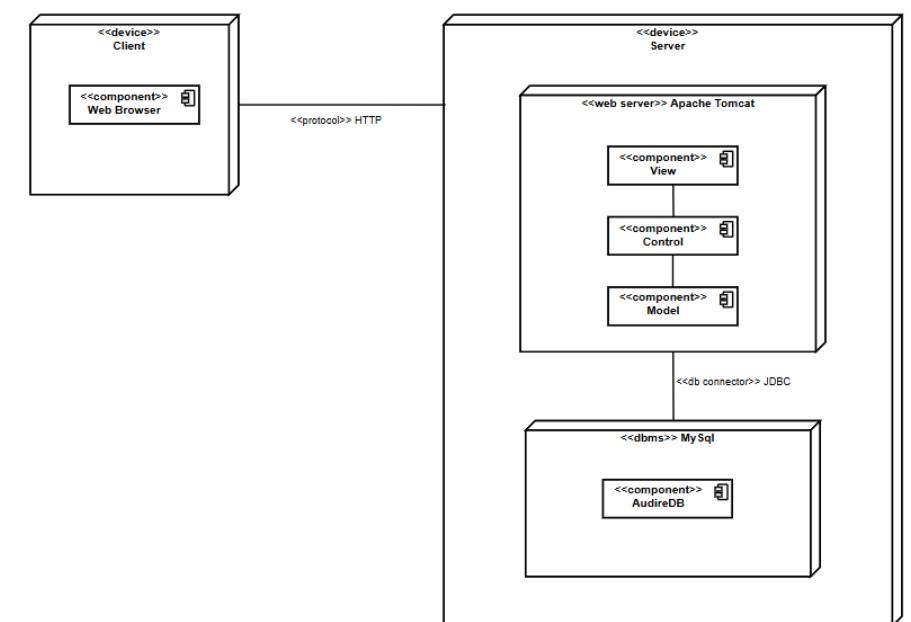 <<device>>
Client
<<component>>
Web Browser
<<protocol>> HTTP
<<device>>
Server
<<web server>> Apache Tomcat
<<component>>
View
<<component>>
Control
<<component>>
Model
<<db connector>> JDBC
<<dbms>> MySql
<<component>>
AudireDB